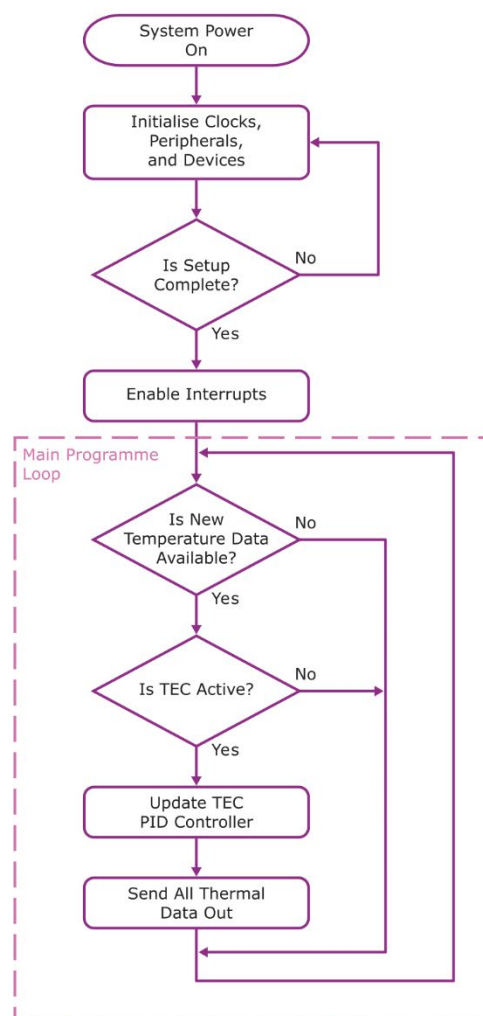 System Power
On
Initialise Clocks,
Peripherals,
and Devices
No
Is Setup
Complete?
Yes
Enable Interrupts
Main Programme
Loop
Is New
Temperature Data
Available?
No
Yes
Is TEC Active?
No
Yes
Update TEC
PID Controller
Send All Thermal
Data Out